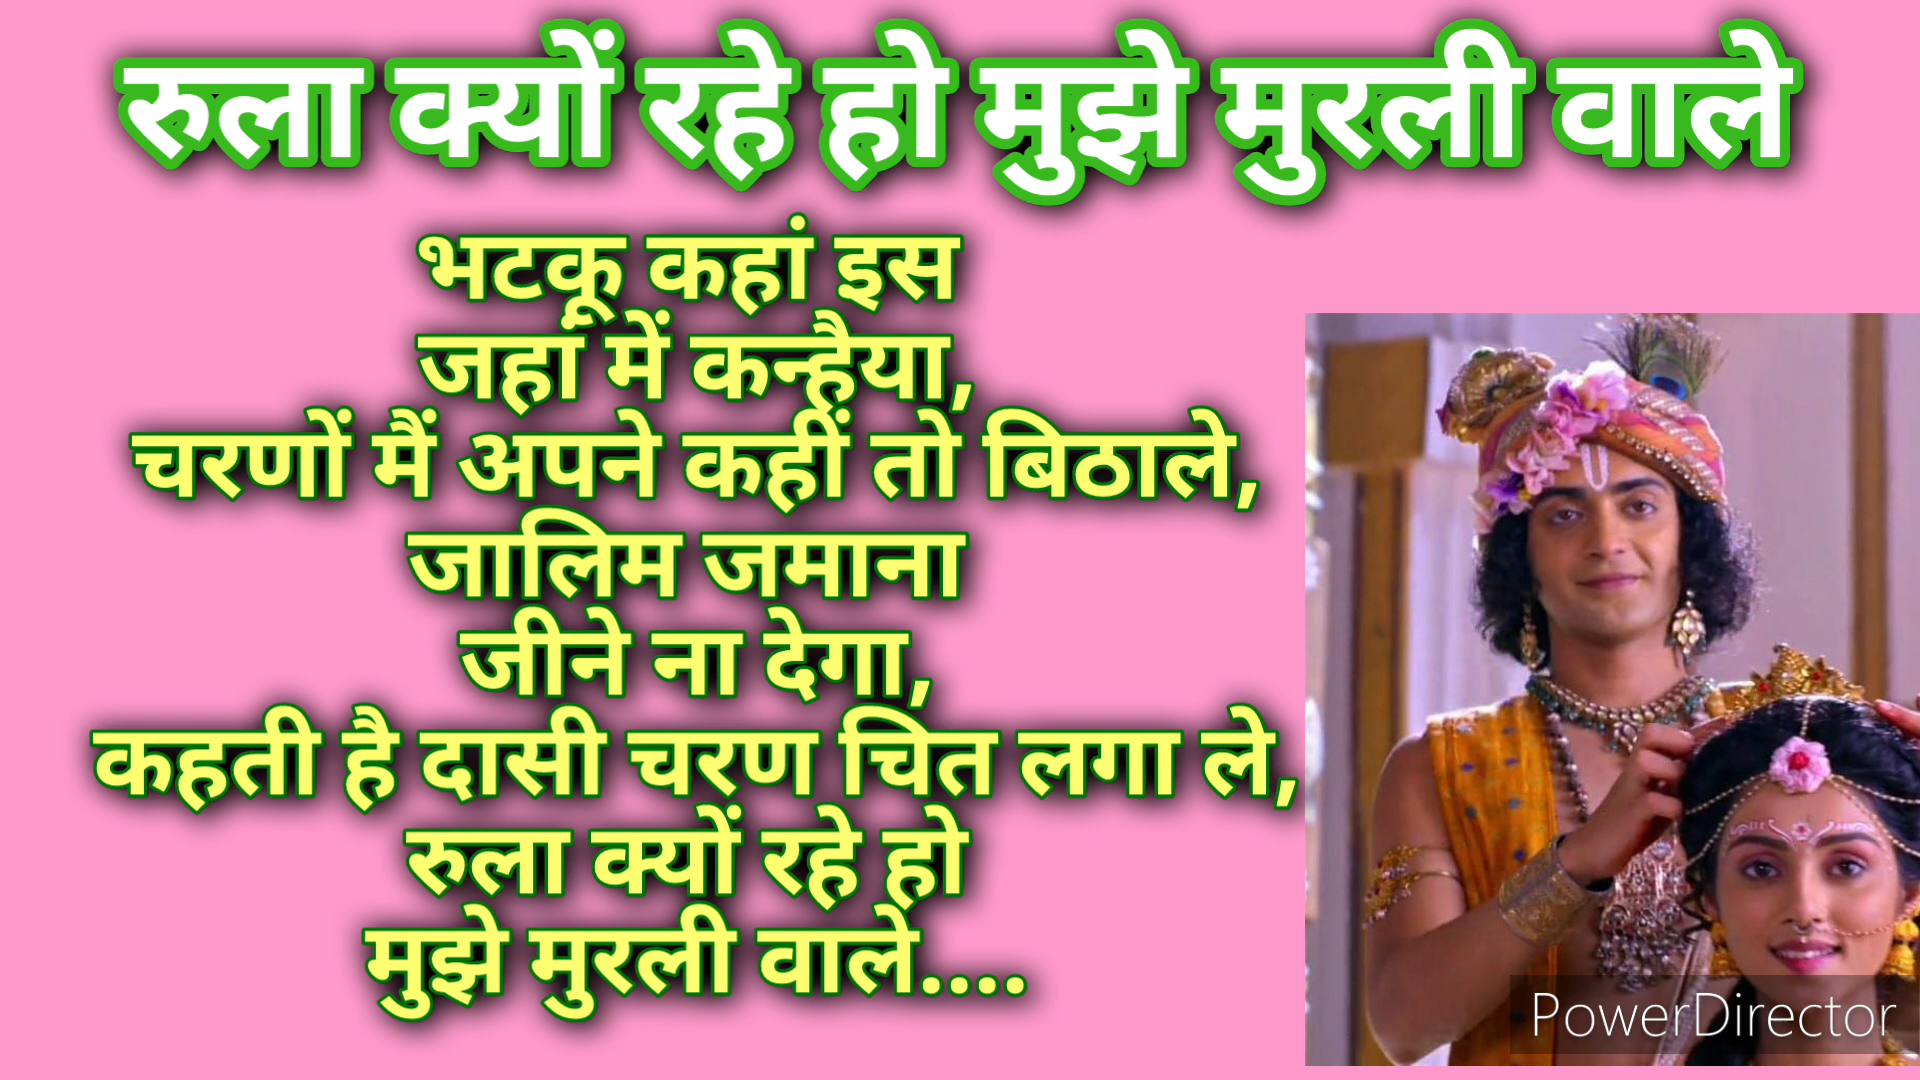 रुला क्यों रहे हो मुझे मुरली वाले
भटकू कहां इस
जहां में कन्हैया,
चरणों मैं अपने कहीं तो बिठाले,
जालिम जमाना
जीने ना देगा,
कहती है दासी चरण चित लगा ले,
रुला क्यों रहे हो
मुझे मुरली वाले....
PowerDirector